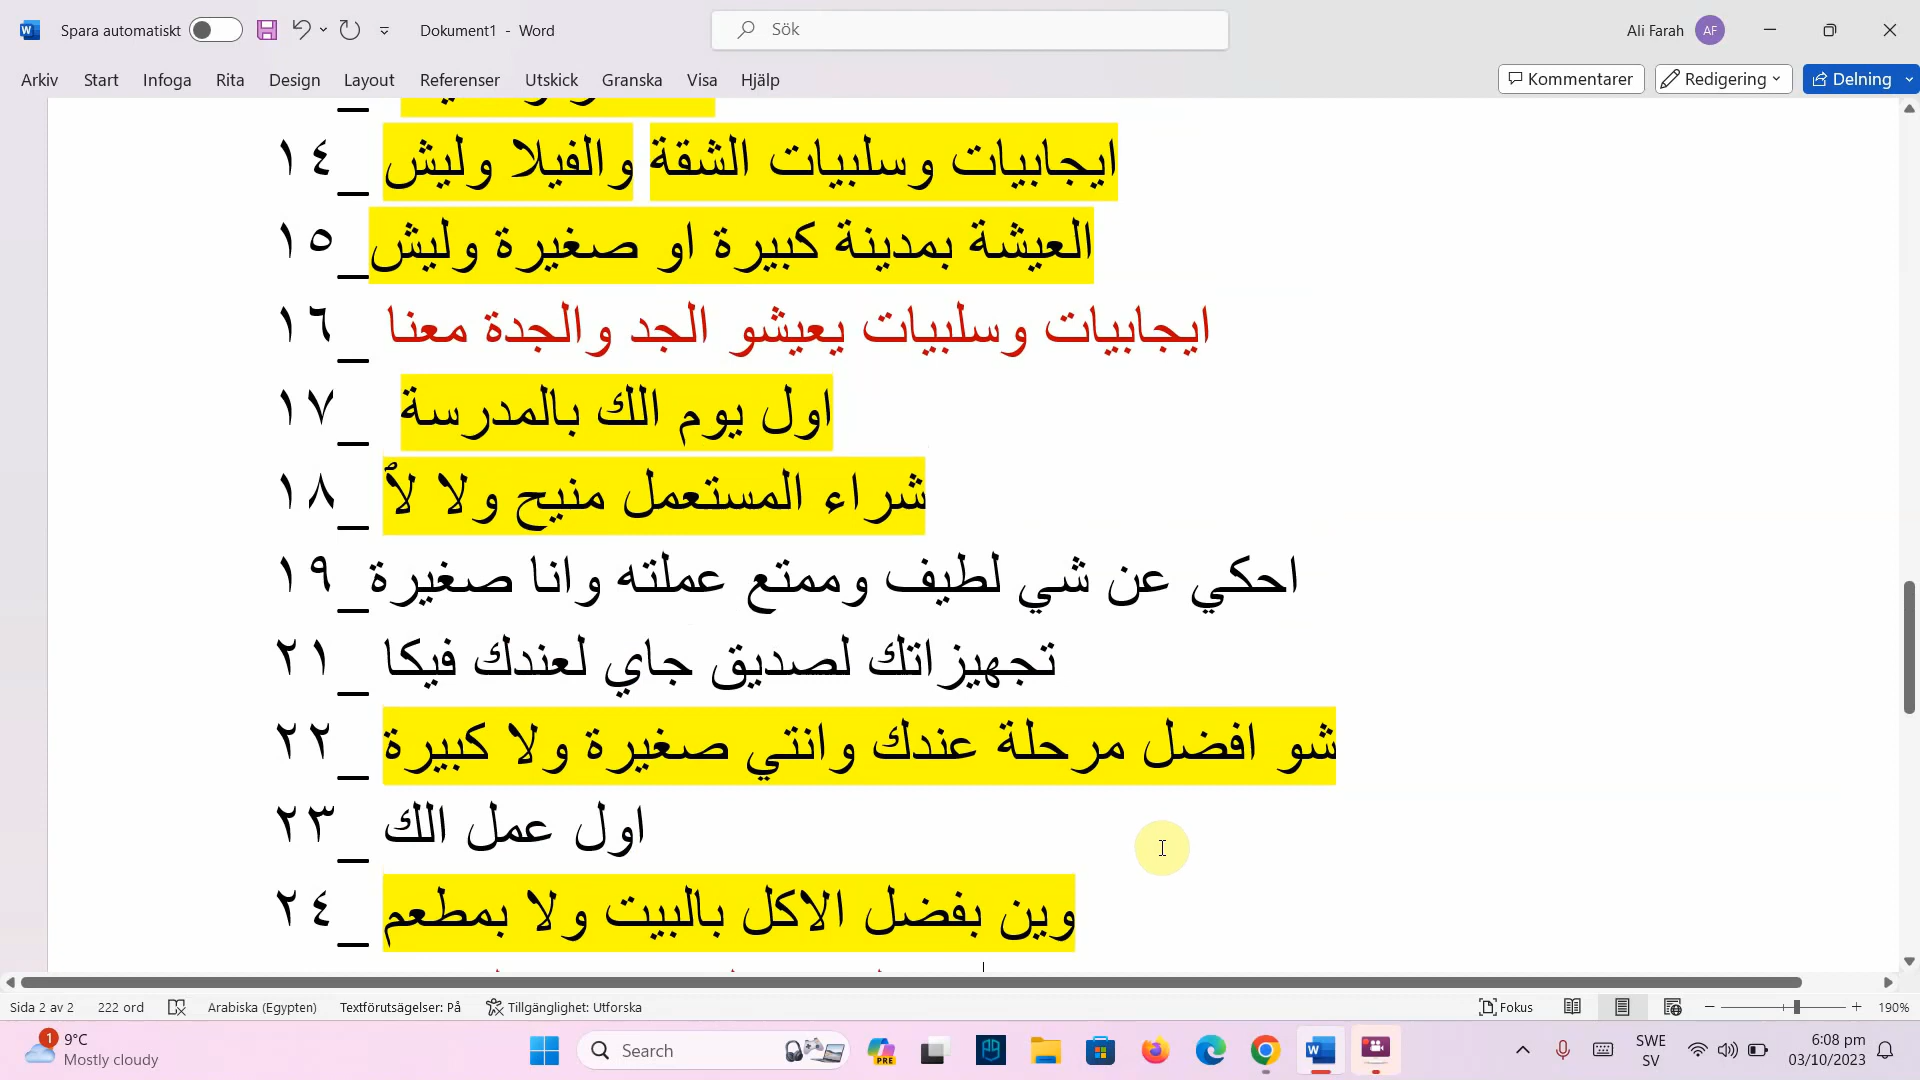 Spara automatiskt
Dokument1 - Word
Sök
Ali Farah
AF
Arkiv Start Infoga Rita Design Layout Referenser Utskick Granska Visa Hjälp
Kommentarer
Redigering
Delning
١٤_ ايجابيات وسلبيات الشقة والفيلا وليش
١٥_العيشة بمدينة كبيرة او صغيرة وليش
١٦_ ايجابيات وسلبيات يعيشو الجد والجدة معنا
١٧_ اول يوم الك بالمدرسة
١٨_ شراء المستعمل منيح ولا لأ
١٩_احكي عن شي لطيف وممتع عملته وانا صغيرة
٢١_ تجهيزاتك لصديق جاي لعندك فيكا
٢٢_ شو افضل مرحلة عندك وانتي صغيرة ولا كبيرة
٢٣_ اول عمل الك
٢٤_ وين بفضل الاكل بالبيت ولا بمطعم
Sida 2 av 2
222 ord
Arabiska (Egypten)
Textförutsägelser: På
Tillgänglighet: Utforska
Fokus
190%
1
9°C
Mostly cloudy
Search
PRE
SWE
SV
6:08 pm
03/10/2023